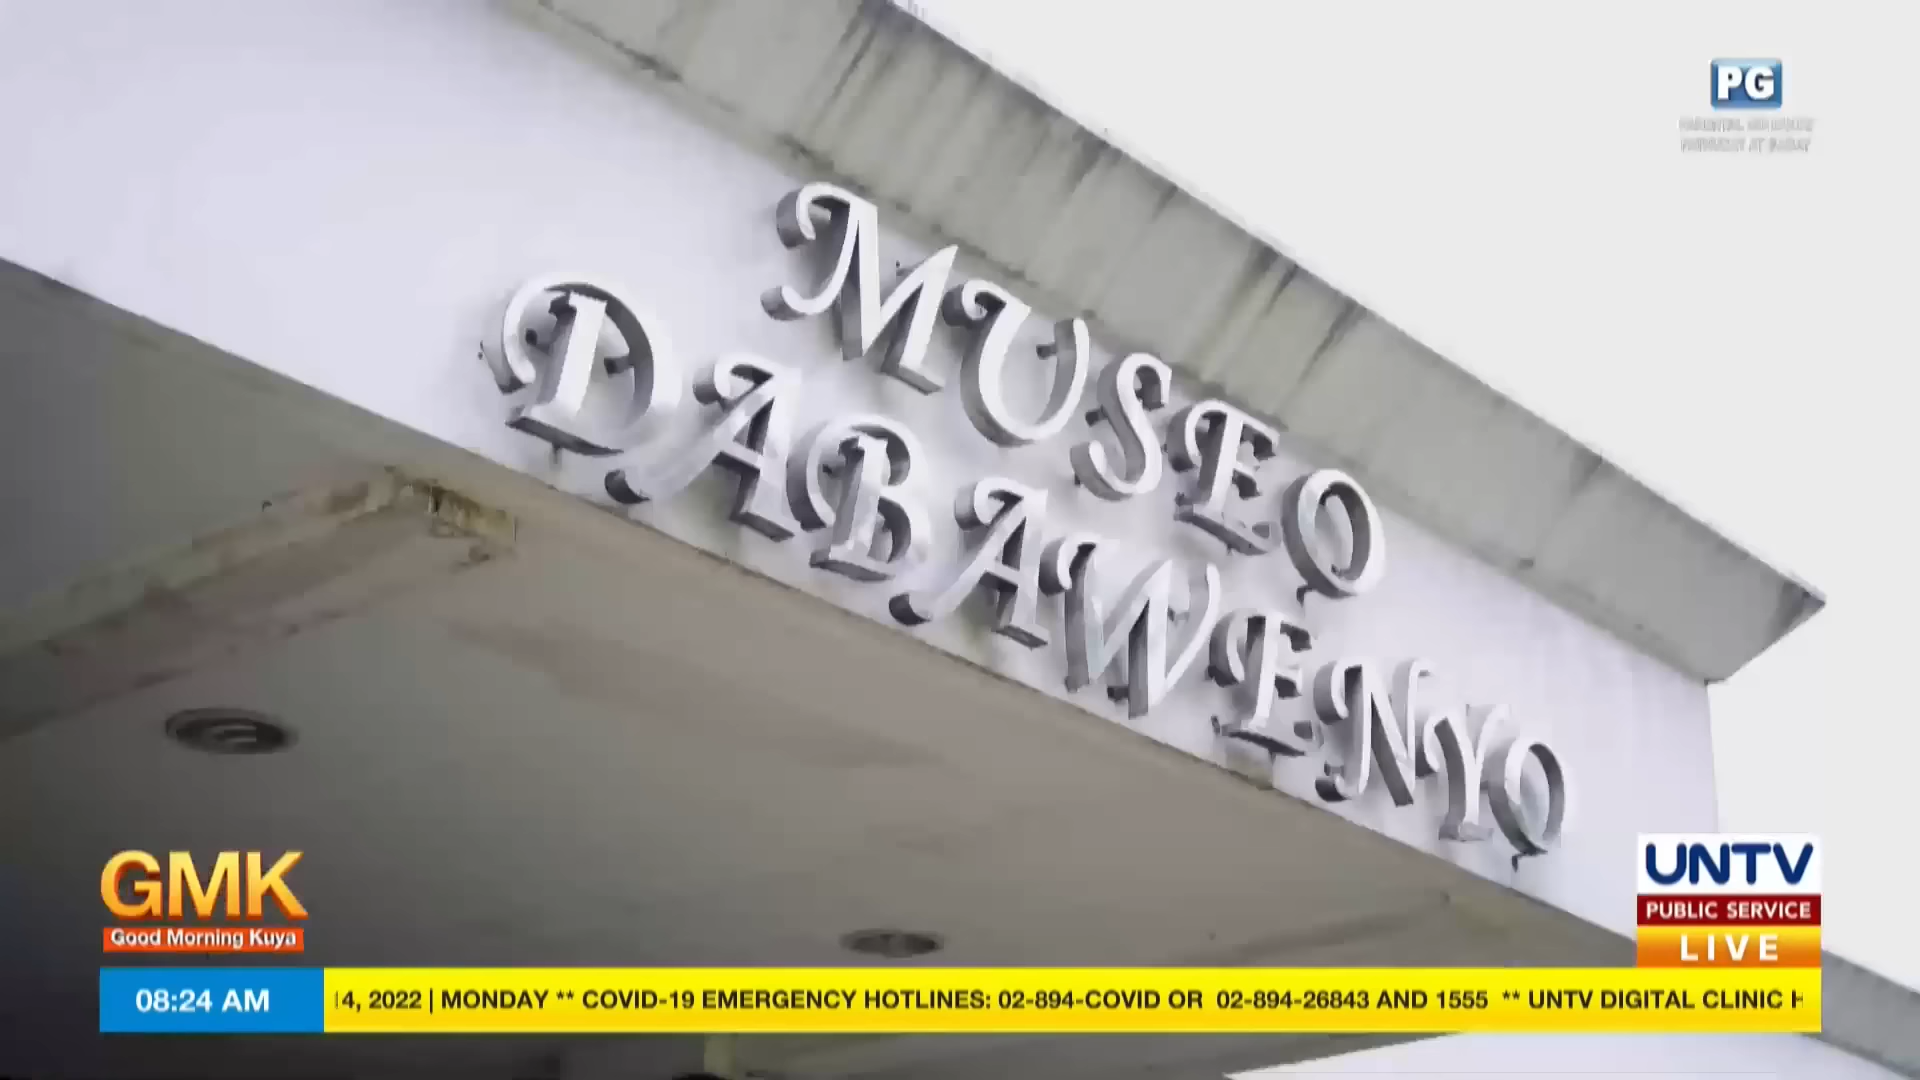 PG
MUSEO
DABAWENYO
GMK
Good Morning Kuya
UNTV
PUBLIC SERVICE
LIVE
08:24 AM
4, 2022 | MONDAY ** COVID-19 EMERGENCY HOTLINES: 02-894-COVID OR 02-894-26843 AND 1555 ** UNTV DIGITAL CLINIC